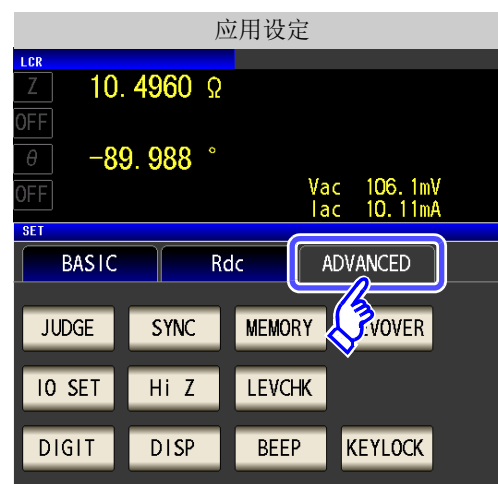 应用设定
LCR
Z 10.4960 Ω
OFF
θ -89.988 °
OFF
Vac 106.1mV
Iac 10.11mA
SET
BASIC Rdc ADVANCED
JUDGE SYNC MEMORY
IO SET Hi Z LEVCHK
DIGIT DISP BEEP KEYLOCK